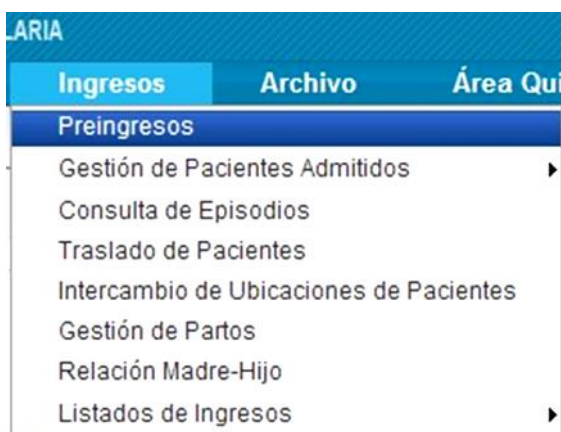 LARIA
Ingresos Archivo Área Qui
Preingresos
Gestión de Pacientes Admitidos
Consulta de Episodios
Traslado de Pacientes
Intercambio de Ubicaciones de Pacientes
Gestión de Partos
Relación Madre-Hijo
Listados de Ingresos